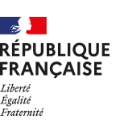 RÉPUBLIQUE
FRANÇAISE
Liberté
Égalité
Fraternité